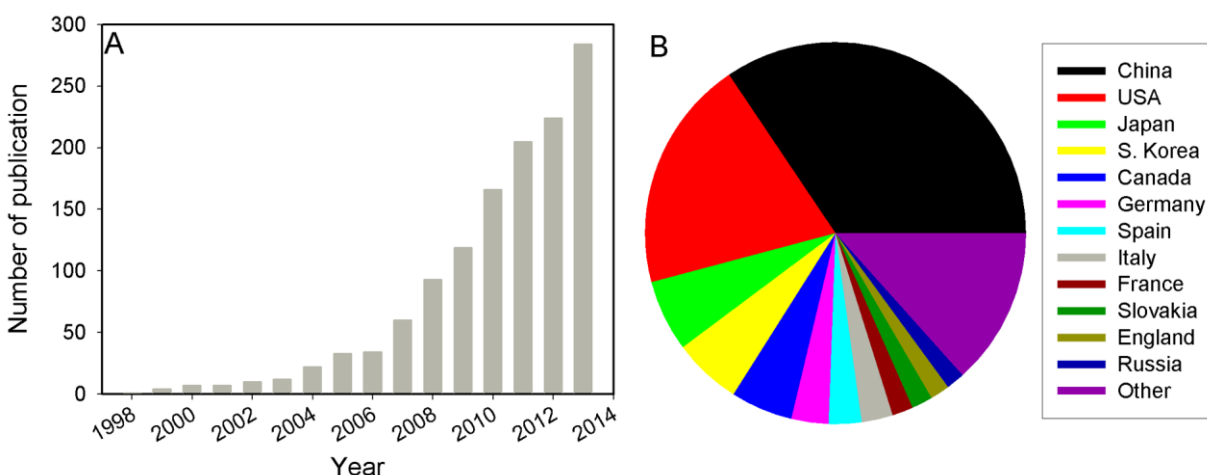 A
Number of publication
300
250
200
150
100
50
0
1998
2000
2002
2004
2006
2008
2010
2012
2014
Year
B
China
USA
Japan
S. Korea
Canada
Germany
Spain
Italy
France
Slovakia
England
Russia
Other